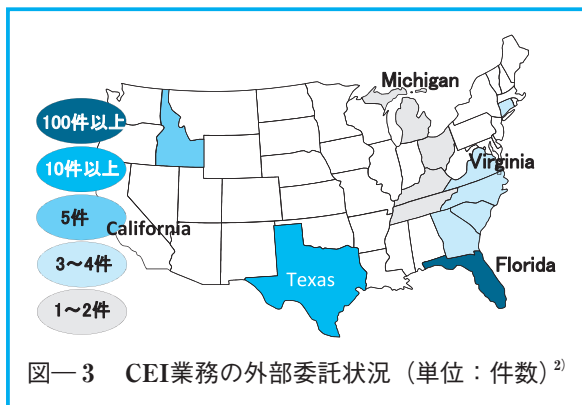 Michigan
100件以上
10件以上
Virginia
5件
California
3～4件
Florida
Texas
1～2件
図―3 CEI業務の外部委託状況（単位：件数）2)